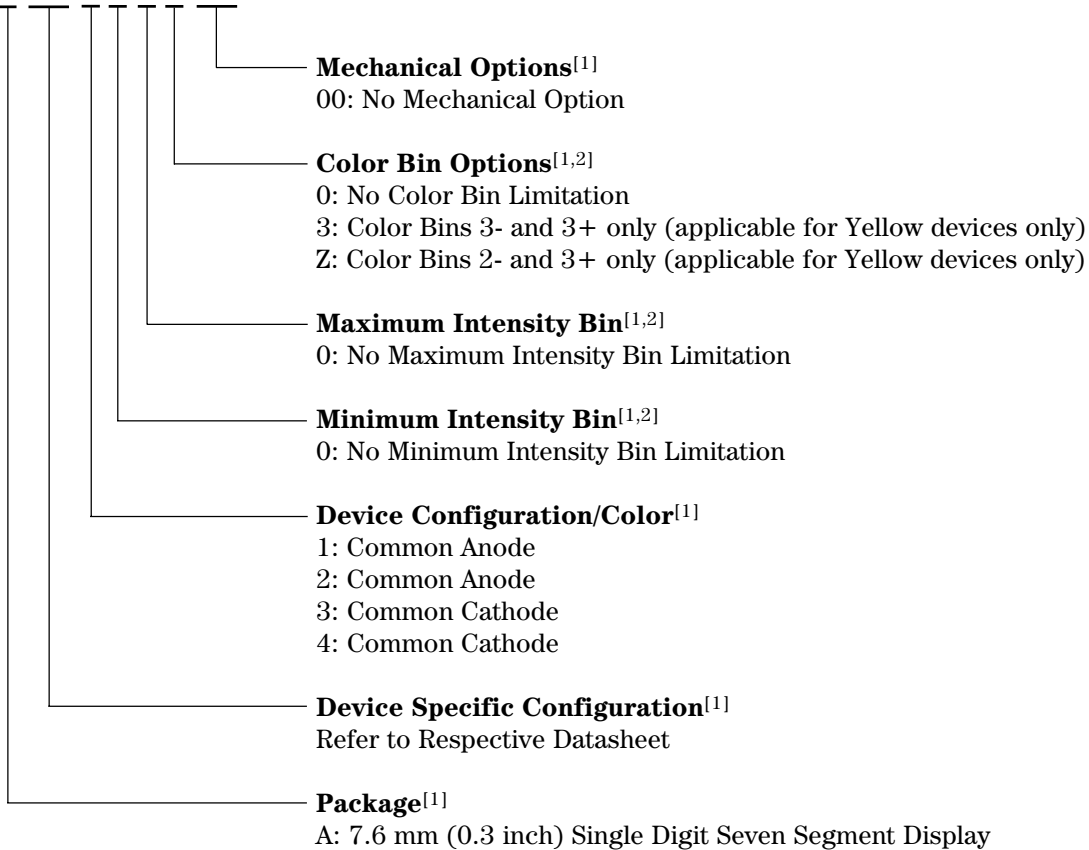 Mechanical Options[1]
00: No Mechanical Option
Color Bin Options[1,2]
0: No Color Bin Limitation
3: Color Bins 3- and 3+ only (applicable for Yellow devices only)
Z: Color Bins 2- and 3+ only (applicable for Yellow devices only)
Maximum Intensity Bin[1,2]
0: No Maximum Intensity Bin Limitation
Minimum Intensity Bin[1,2]
0: No Minimum Intensity Bin Limitation
Device Configuration/Color[1]
1: Common Anode
2: Common Anode
3: Common Cathode
4: Common Cathode
Device Specific Configuration[1]
Refer to Respective Datasheet
Package[1]
A: 7.6 mm (0.3 inch) Single Digit Seven Segment Display